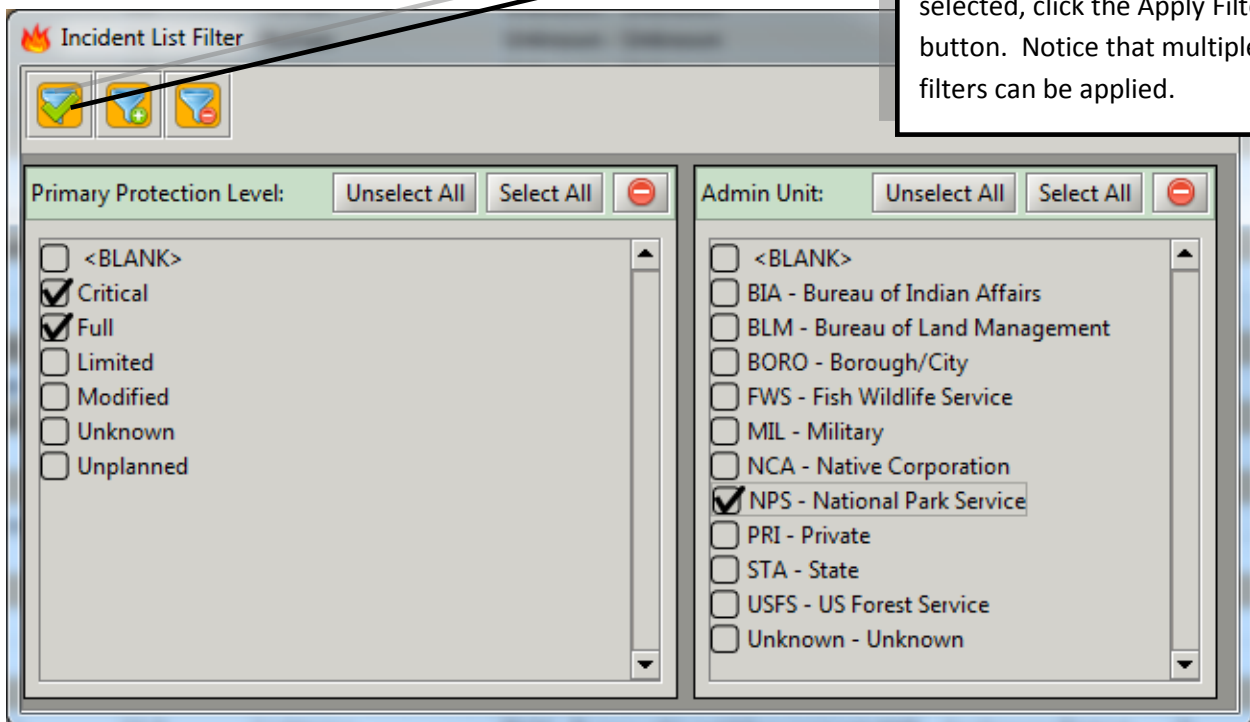 selected, click the Apply Filte
button. Notice that multiple
filters can be applied.
Incident List Filter
Primary Protection Level: Unselect All Select All
<BLANK>
Critical
Full
Limited
Modified
Unknown
Unplanned
Admin Unit: Unselect All Select All
<BLANK>
BIA - Bureau of Indian Affairs
BLM - Bureau of Land Management
BORO - Borough/City
FWS - Fish Wildlife Service
MIL - Military
NCA - Native Corporation
NPS - National Park Service
PRI - Private
STA - State
USFS - US Forest Service
Unknown - Unknown